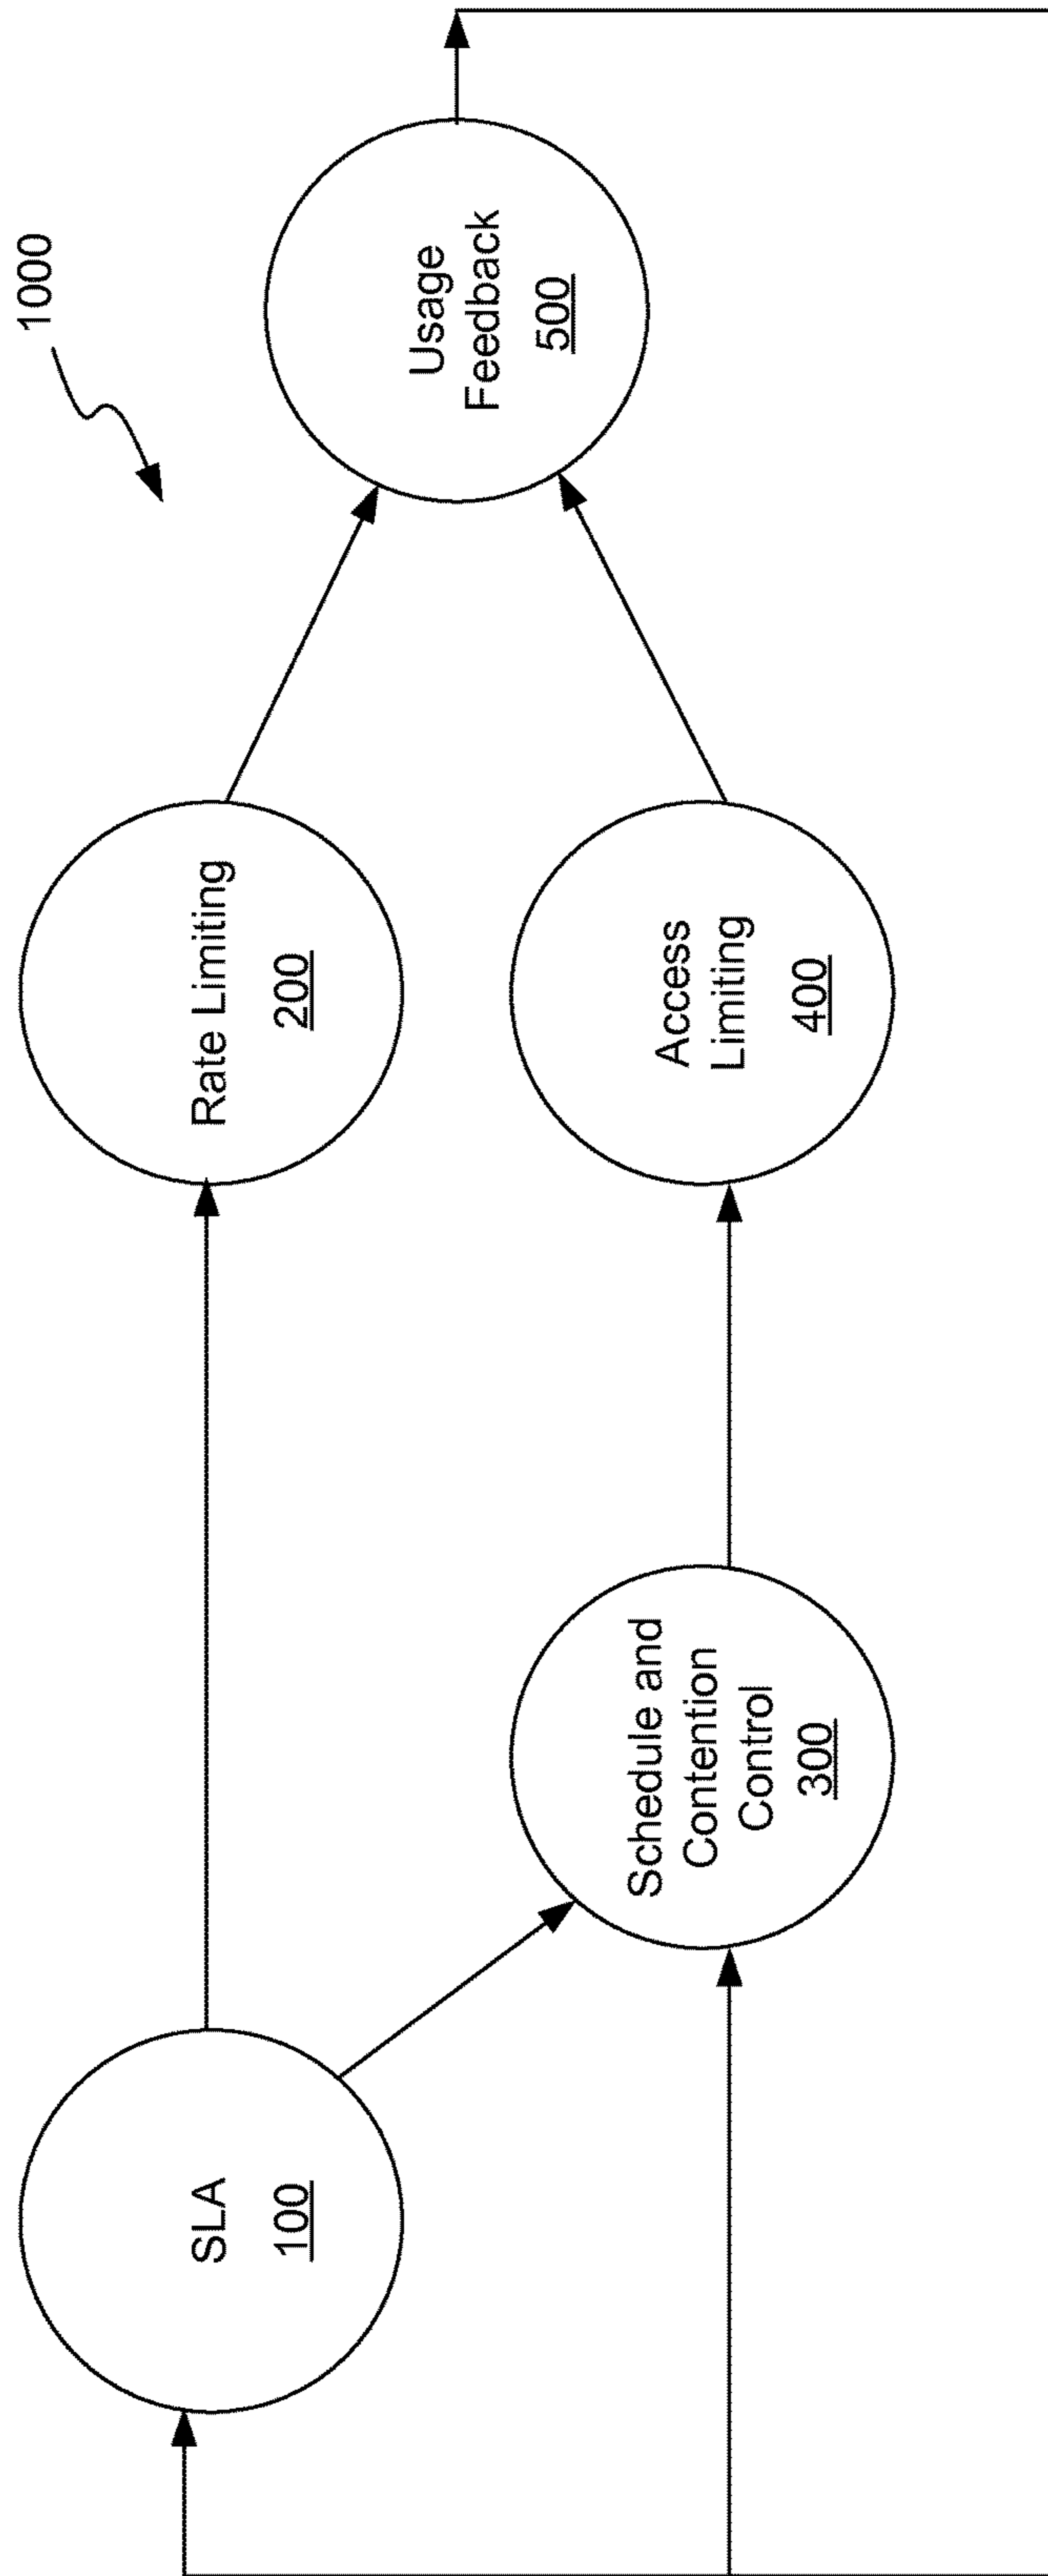 1000
SLA
100
Rate Limiting
200
Schedule and
Contention
Control
300
Access
Limiting
400
Usage
Feedback
500